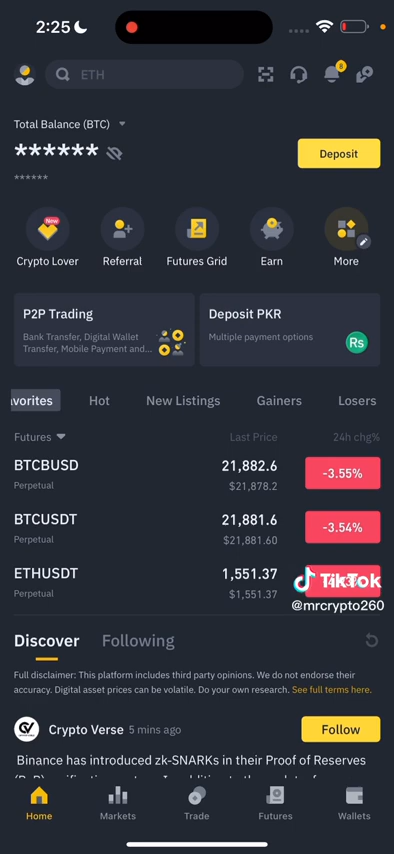 2:25
ETH
8
Total Balance (BTC)
******
Deposit
******
New
Crypto Lover
Referral
Futures Grid
Earn
More
P2P Trading
Bank Transfer, Digital Wallet
Transfer, Mobile Payment and...
Deposit PKR
Multiple payment options
Rs
vorites
Hot
New Listings
Gainers
Losers
Futures
Last Price
24h chg%
BTCBUSD
21,882.6
-3.55%
Perpetual
$21,878.2
BTCUSDT
21,881.6
-3.54%
Perpetual
$21,881.60
ETHUSDT
1,551.37
TikTok
Perpetual
$1,551.37
@mrcrypto260
Discover
Following
Full disclaimer: This platform includes third party opinions. We do not endorse their
accuracy. Digital asset prices can be volatile. Do your own research. See full terms here.
Crypto Verse
5 mins ago
Follow
Binance has introduced zk-SNARKs in their Proof of Reserves
Home
Markets
Trade
Futures
Wallets